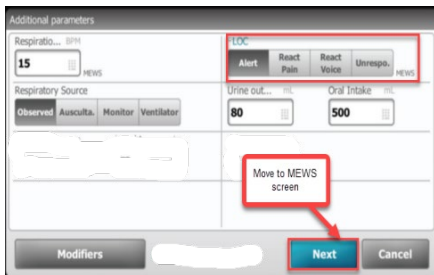 Additional parameters
Respiratio... BPM
15
MEWS
LOC
Alert React Pain React Voice Unrespo.
MEWS
Respiratory Source
Observed Ausculta. Monitor Ventilator
Urine out... mL Oral Intake mL
80 500
Move to MEWS
screen
Modifiers Next Cancel